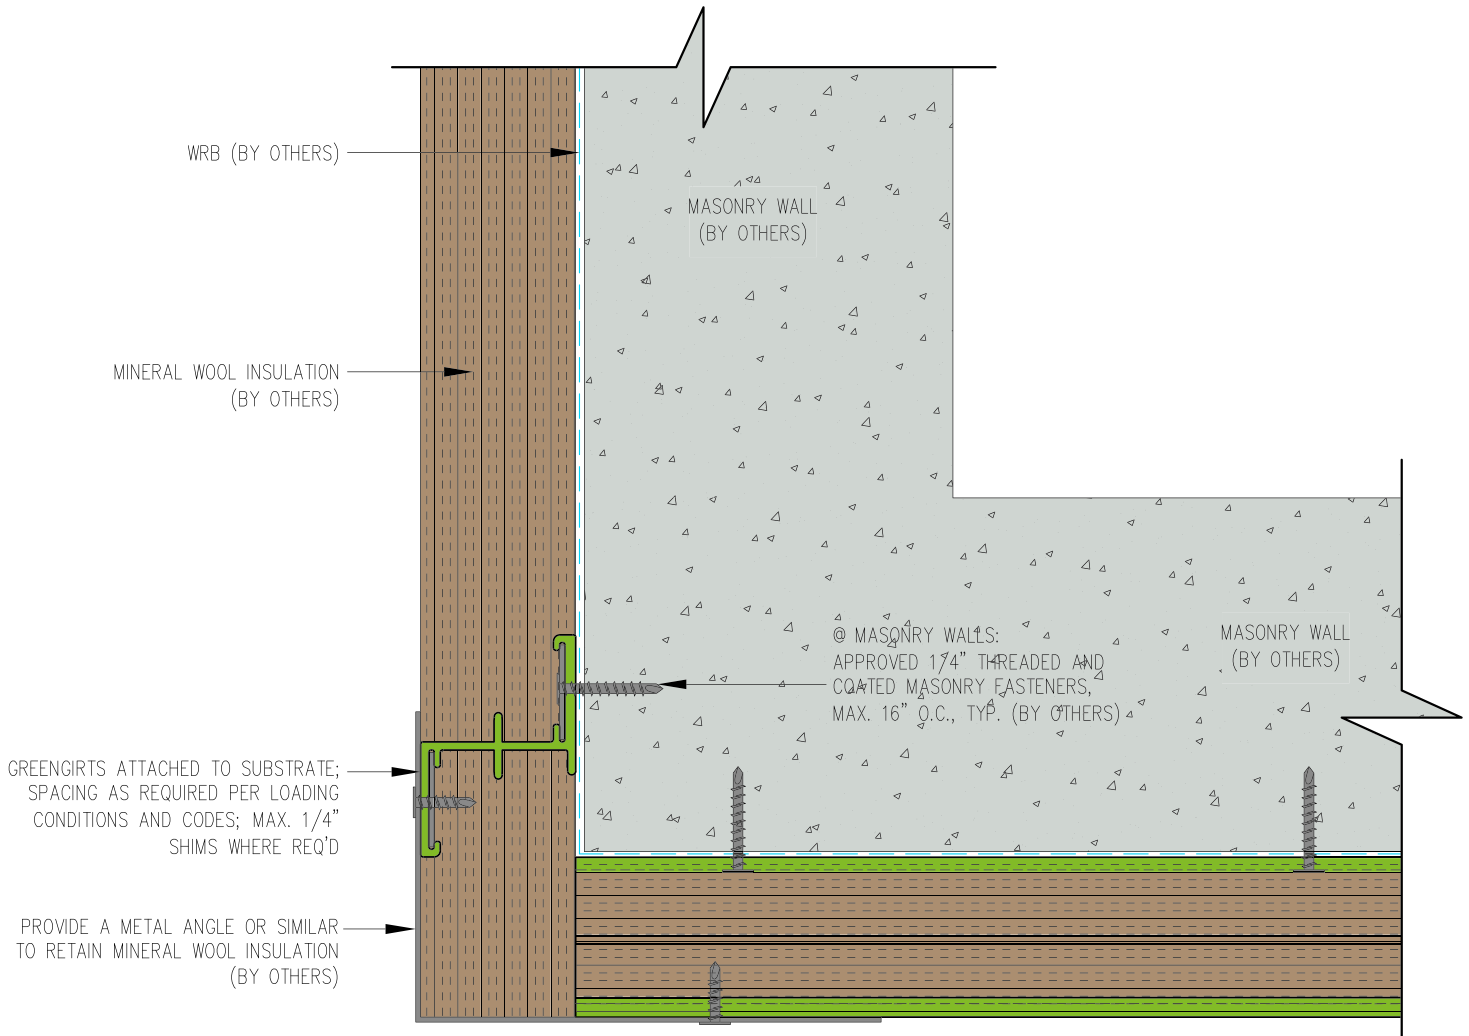 WRB (BY OTHERS)
MASONRY WALL
(BY OTHERS)
MINERAL WOOL INSULATION
(BY OTHERS)
@ MASONRY WALLS:
APPROVED 1/4" THREADED AND
COATED MASONRY FASTENERS,
MAX. 16" O.C., TYP. (BY OTHERS)
MASONRY WALL
(BY OTHERS)
GREENGIRTS ATTACHED TO SUBSTRATE;
SPACING AS REQUIRED PER LOADING
CONDITIONS AND CODES; MAX. 1/4"
SHIMS WHERE REQ'D
PROVIDE A METAL ANGLE OR SIMILAR
TO RETAIN MINERAL WOOL INSULATION
(BY OTHERS)